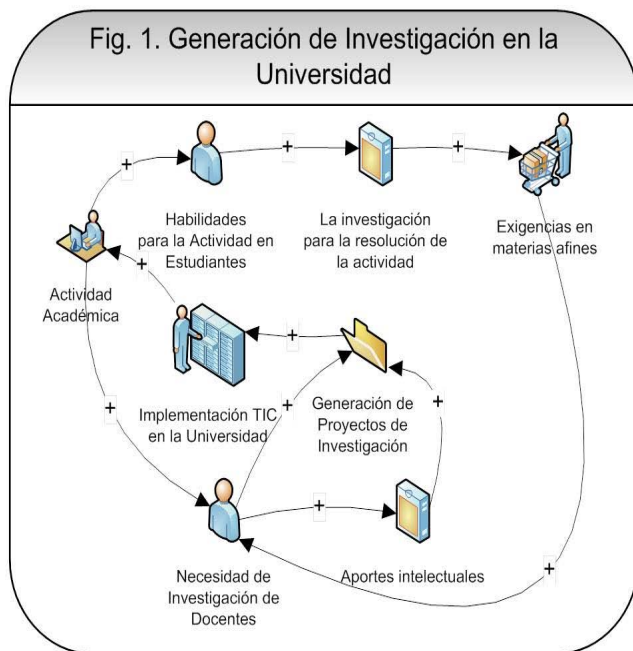 Fig. 1. Generación de Investigación en la
Universidad
+
+
+
Habilidades
para la Actividad en
Estudiantes
La investigación
para la resolución de
la actividad
Exigencias en
materias afines
+
Actividad
Académica
+
Implementación TIC
en la Universidad
Generación de
Proyectos de
Investigación
+
+
+
+
Necesidad de
Investigación de
Docentes
Aportes intelectuales
+